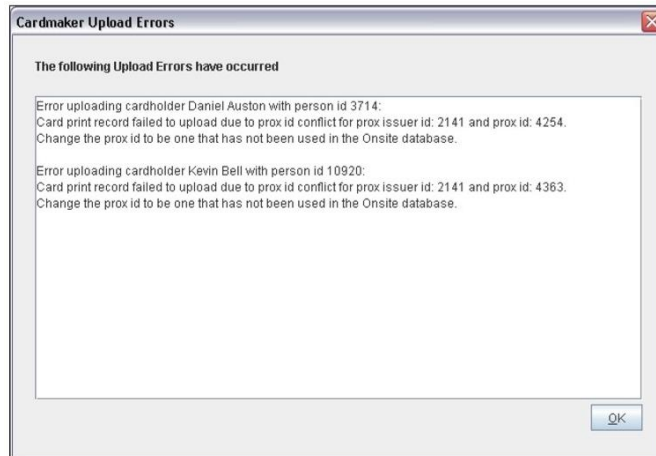 Cardmaker Upload Errors
The following Upload Errors have occurred
Error uploading cardholder Daniel Auston with person id 3714:
Card print record failed to upload due to prox id conflict for prox issuer id: 2141 and prox id: 4254.
Change the prox id to be one that has not been used in the Onsite database.
Error uploading cardholder Kevin Bell with person id 10920:
Card print record failed to upload due to prox id conflict for prox issuer id: 2141 and prox id: 4363.
Change the prox id to be one that has not been used in the Onsite database.
OK